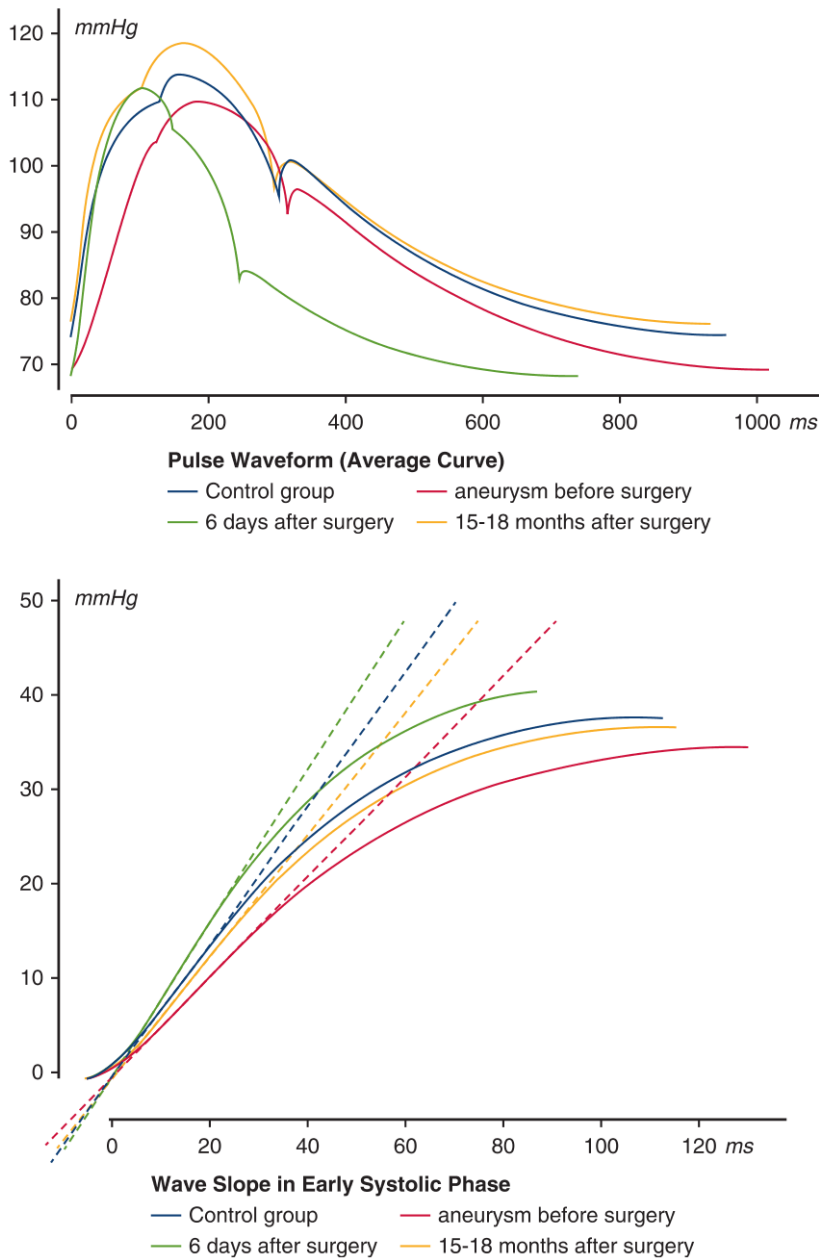 mmHg
120
110
100
90
80
70
0 200 400 600 800 1000 ms
Pulse Waveform (Average Curve)
Control group aneurysm before surgery
6 days after surgery 15-18 months after surgery
mmHg
50
40
30
20
10
0
0 20 40 60 80 100 120 ms
Wave Slope in Early Systolic Phase
Control group aneurysm before surgery
6 days after surgery 15-18 months after surgery